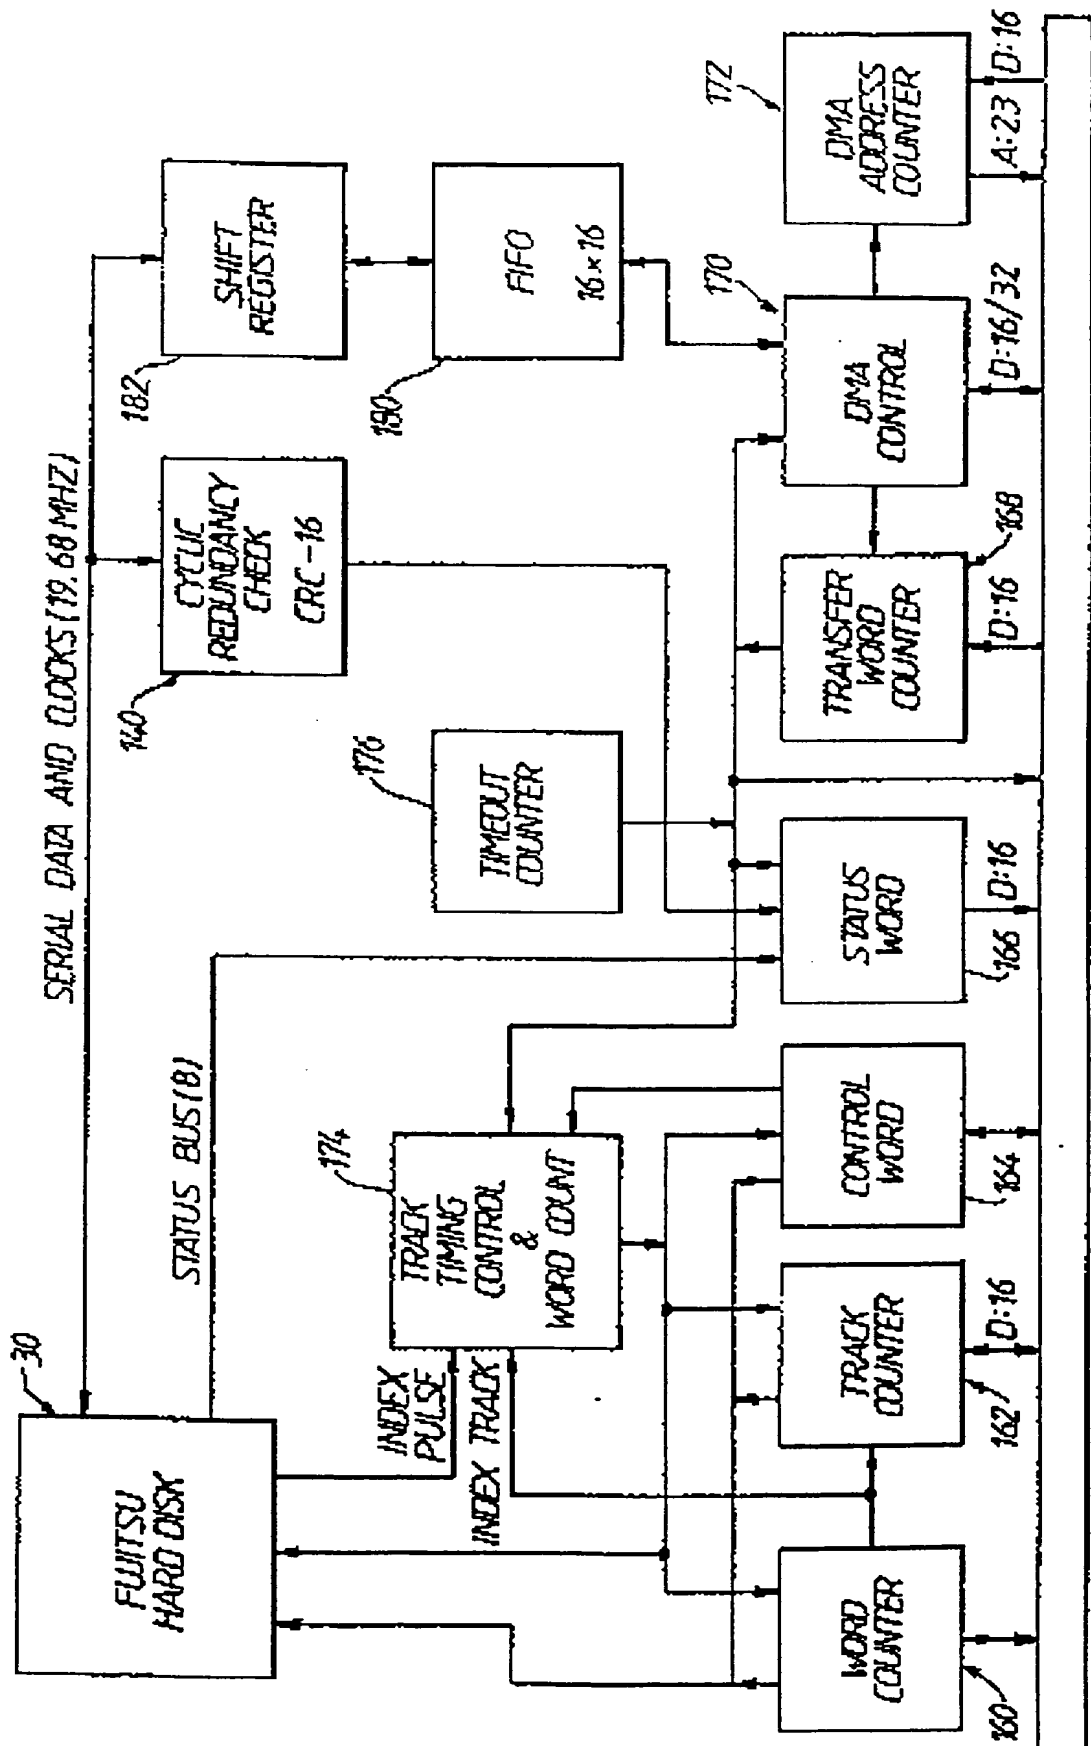 SERIAL DATA AND CLOCKS (19.68 MHZ)
30
FUJITSU
HARD DISK
STATUS BUS (8)
140
CYCLIC
REDUNDANCY
CHECK
CRC-16
182
SHIFT
REGISTER
180
FIFO
16×16
INDEX
PULSE
INDEX TRACK
174
TRACK
TIMING
CONTROL
&
WORD COUNT
176
TIMEOUT
COUNTER
WORD
COUNTER
160
TRACK
COUNTER
162
D:16
CONTROL
WORD
164
STATUS
WORD
166
D:16
TRANSFER
WORD
COUNTER
168
D:16
170
DMA
CONTROL
D:16/32
172
DMA
ADDRESS
COUNTER
A:23
D:16